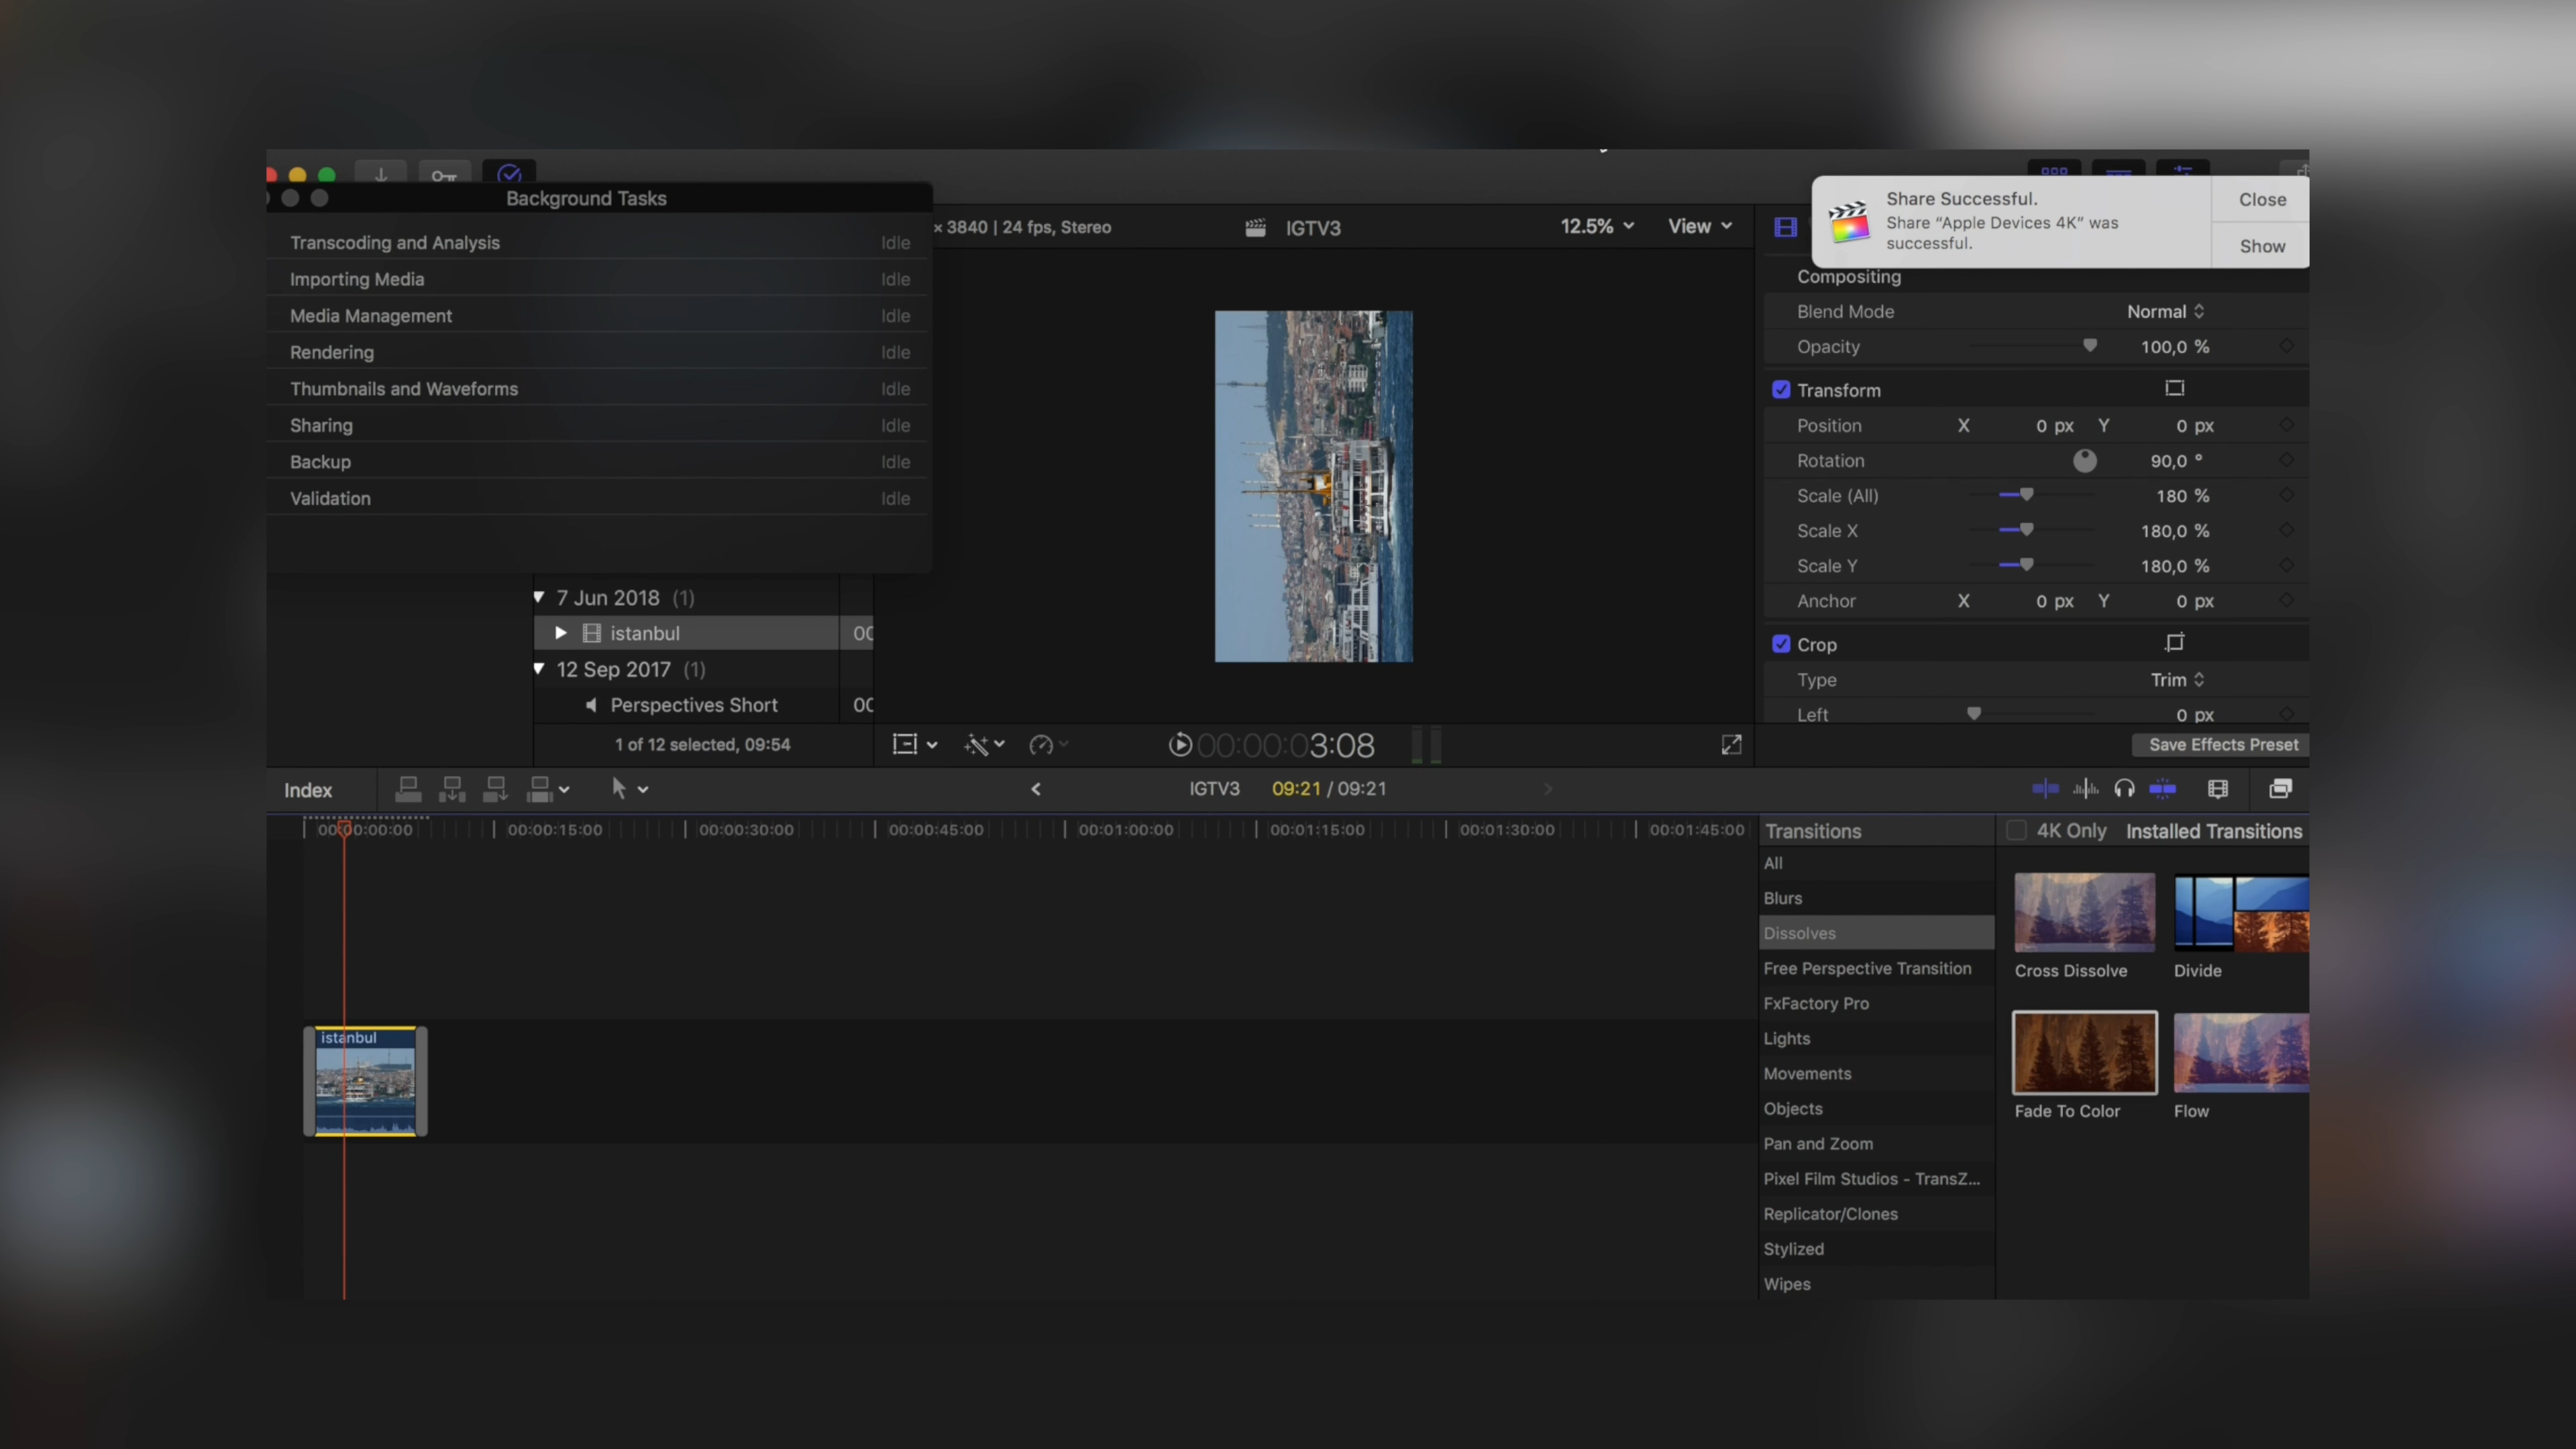 Background Tasks
Transcoding and Analysis Idle
Importing Media Idle
Media Management Idle
Rendering Idle
Thumbnails and Waveforms Idle
Sharing Idle
Backup Idle
Validation Idle
7 Jun 2018 (1)
istanbul 00
12 Sep 2017 (1)
Perspectives Short 00
1 of 12 selected, 09:54
× 3840 | 24 fps, Stereo IGTV3 12.5% View
00:00:03:08
Share Successful.
Share “Apple Devices 4K” was
successful.
Close
Show
Compositing
Blend Mode Normal
Opacity 100,0 %
Transform
Position X 0 px Y 0 px
Rotation 90,0 °
Scale (All) 180 %
Scale X 180,0 %
Scale Y 180,0 %
Anchor X 0 px Y 0 px
Crop
Type Trim
Left 0 px
Save Effects Preset
Index IGTV3 09:21 / 09:21
00:00:00:00 00:00:15:00 00:00:30:00 00:00:45:00 00:01:00:00 00:01:15:00 00:01:30:00 00:01:45:00
istanbul
Transitions
All
Blurs
Dissolves
Free Perspective Transition
FxFactory Pro
Lights
Movements
Objects
Pan and Zoom
Pixel Film Studios - TransZ...
Replicator/Clones
Stylized
Wipes
4K Only Installed Transitions
Cross Dissolve Divide
Fade To Color Flow